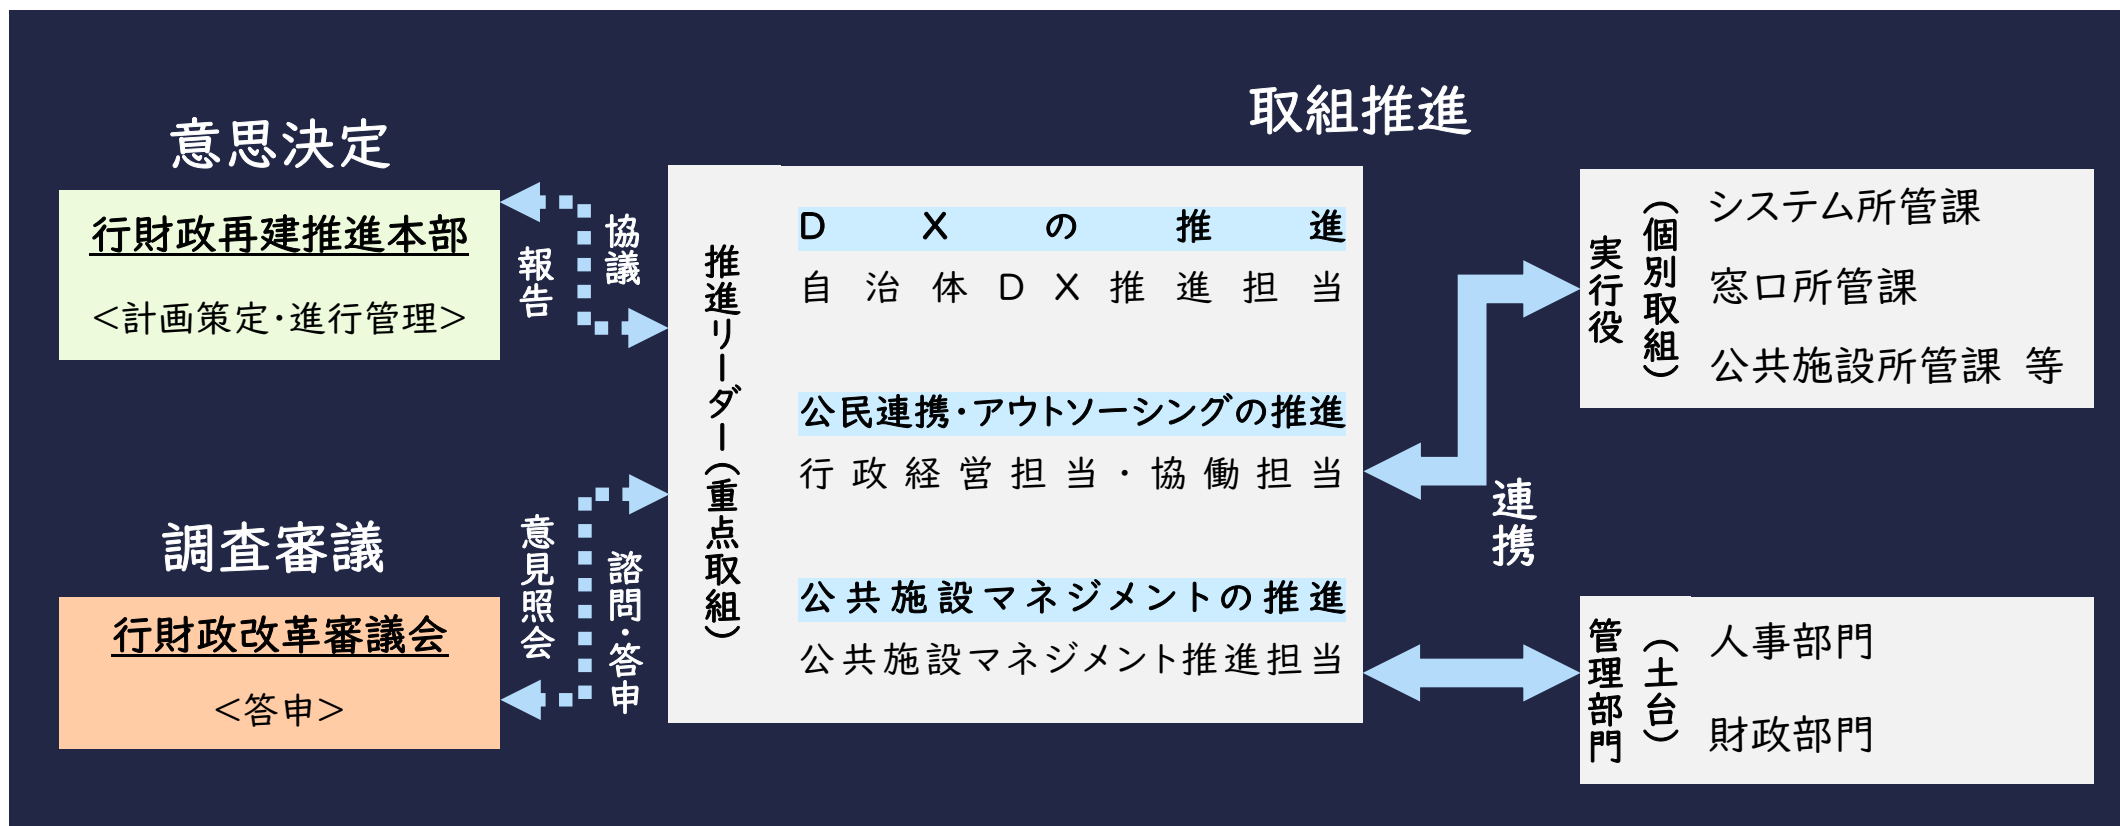 取組推進
意思決定
行財政再建推進本部
<計画策定・進行管理>
報告
協議
調査審議
行財政改革審議会
<答申>
意見照会
諮問・答申
推進リーダー(重点取組)
DXの推進
自治体DX推進担当
公民連携・アウトソーシングの推進
行政経営担当・協働担当
公共施設マネジメントの推進
公共施設マネジメント推進担当
連携
実行役
(個別取組)
システム所管課
窓口所管課
公共施設所管課 等
管理部門
(土台)
人事部門
財政部門